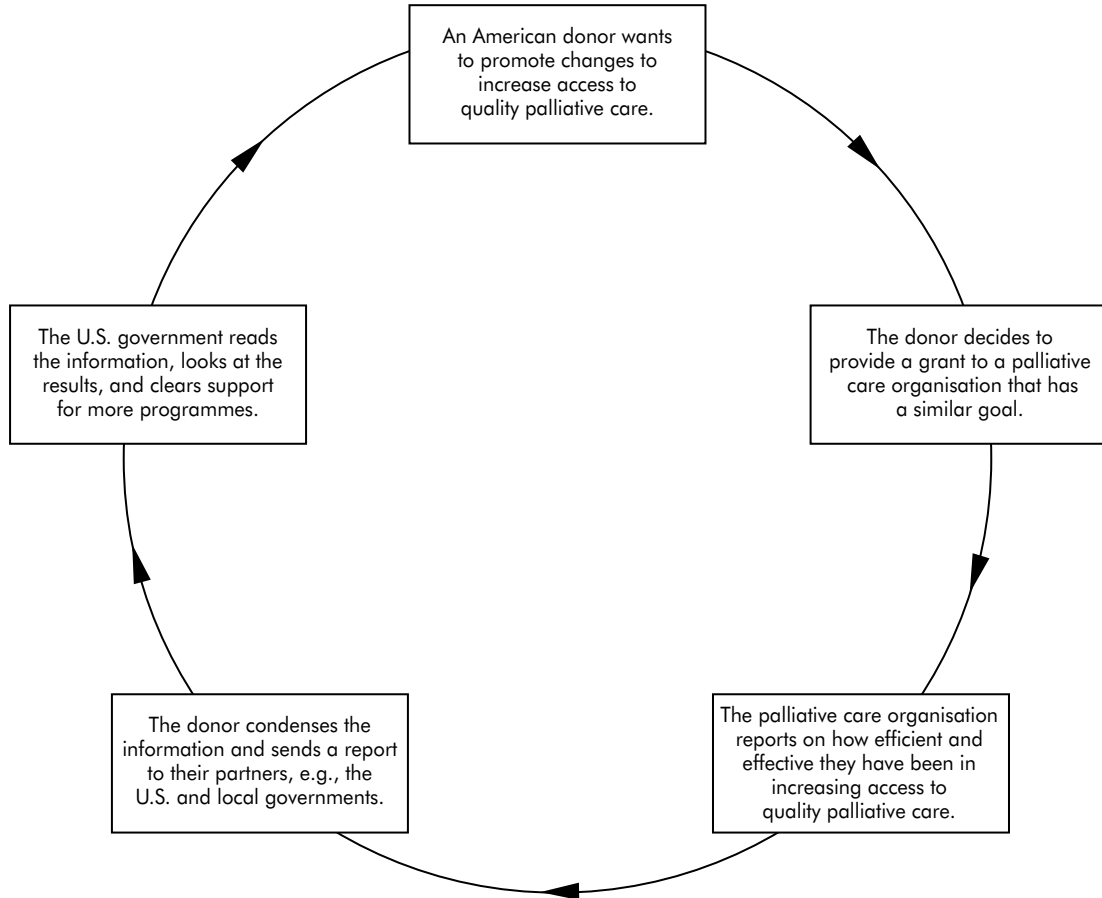 An American donor wants
to promote changes to
increase access to
quality palliative care.
The donor decides to
provide a grant to a palliative
care organisation that has
a similar goal.
The palliative care organisation
reports on how efficient and
effective they have been in
increasing access to
quality palliative care.
The donor condenses the
information and sends a report
to their partners, e.g., the
U.S. and local governments.
The U.S. government reads
the information, looks at the
results, and clears support
for more programmes.